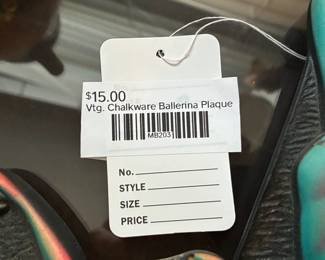 $15.00
Vtg. Chalkware Ballerina Plaque
MB203
No.
STYLE
SIZE
PRICE